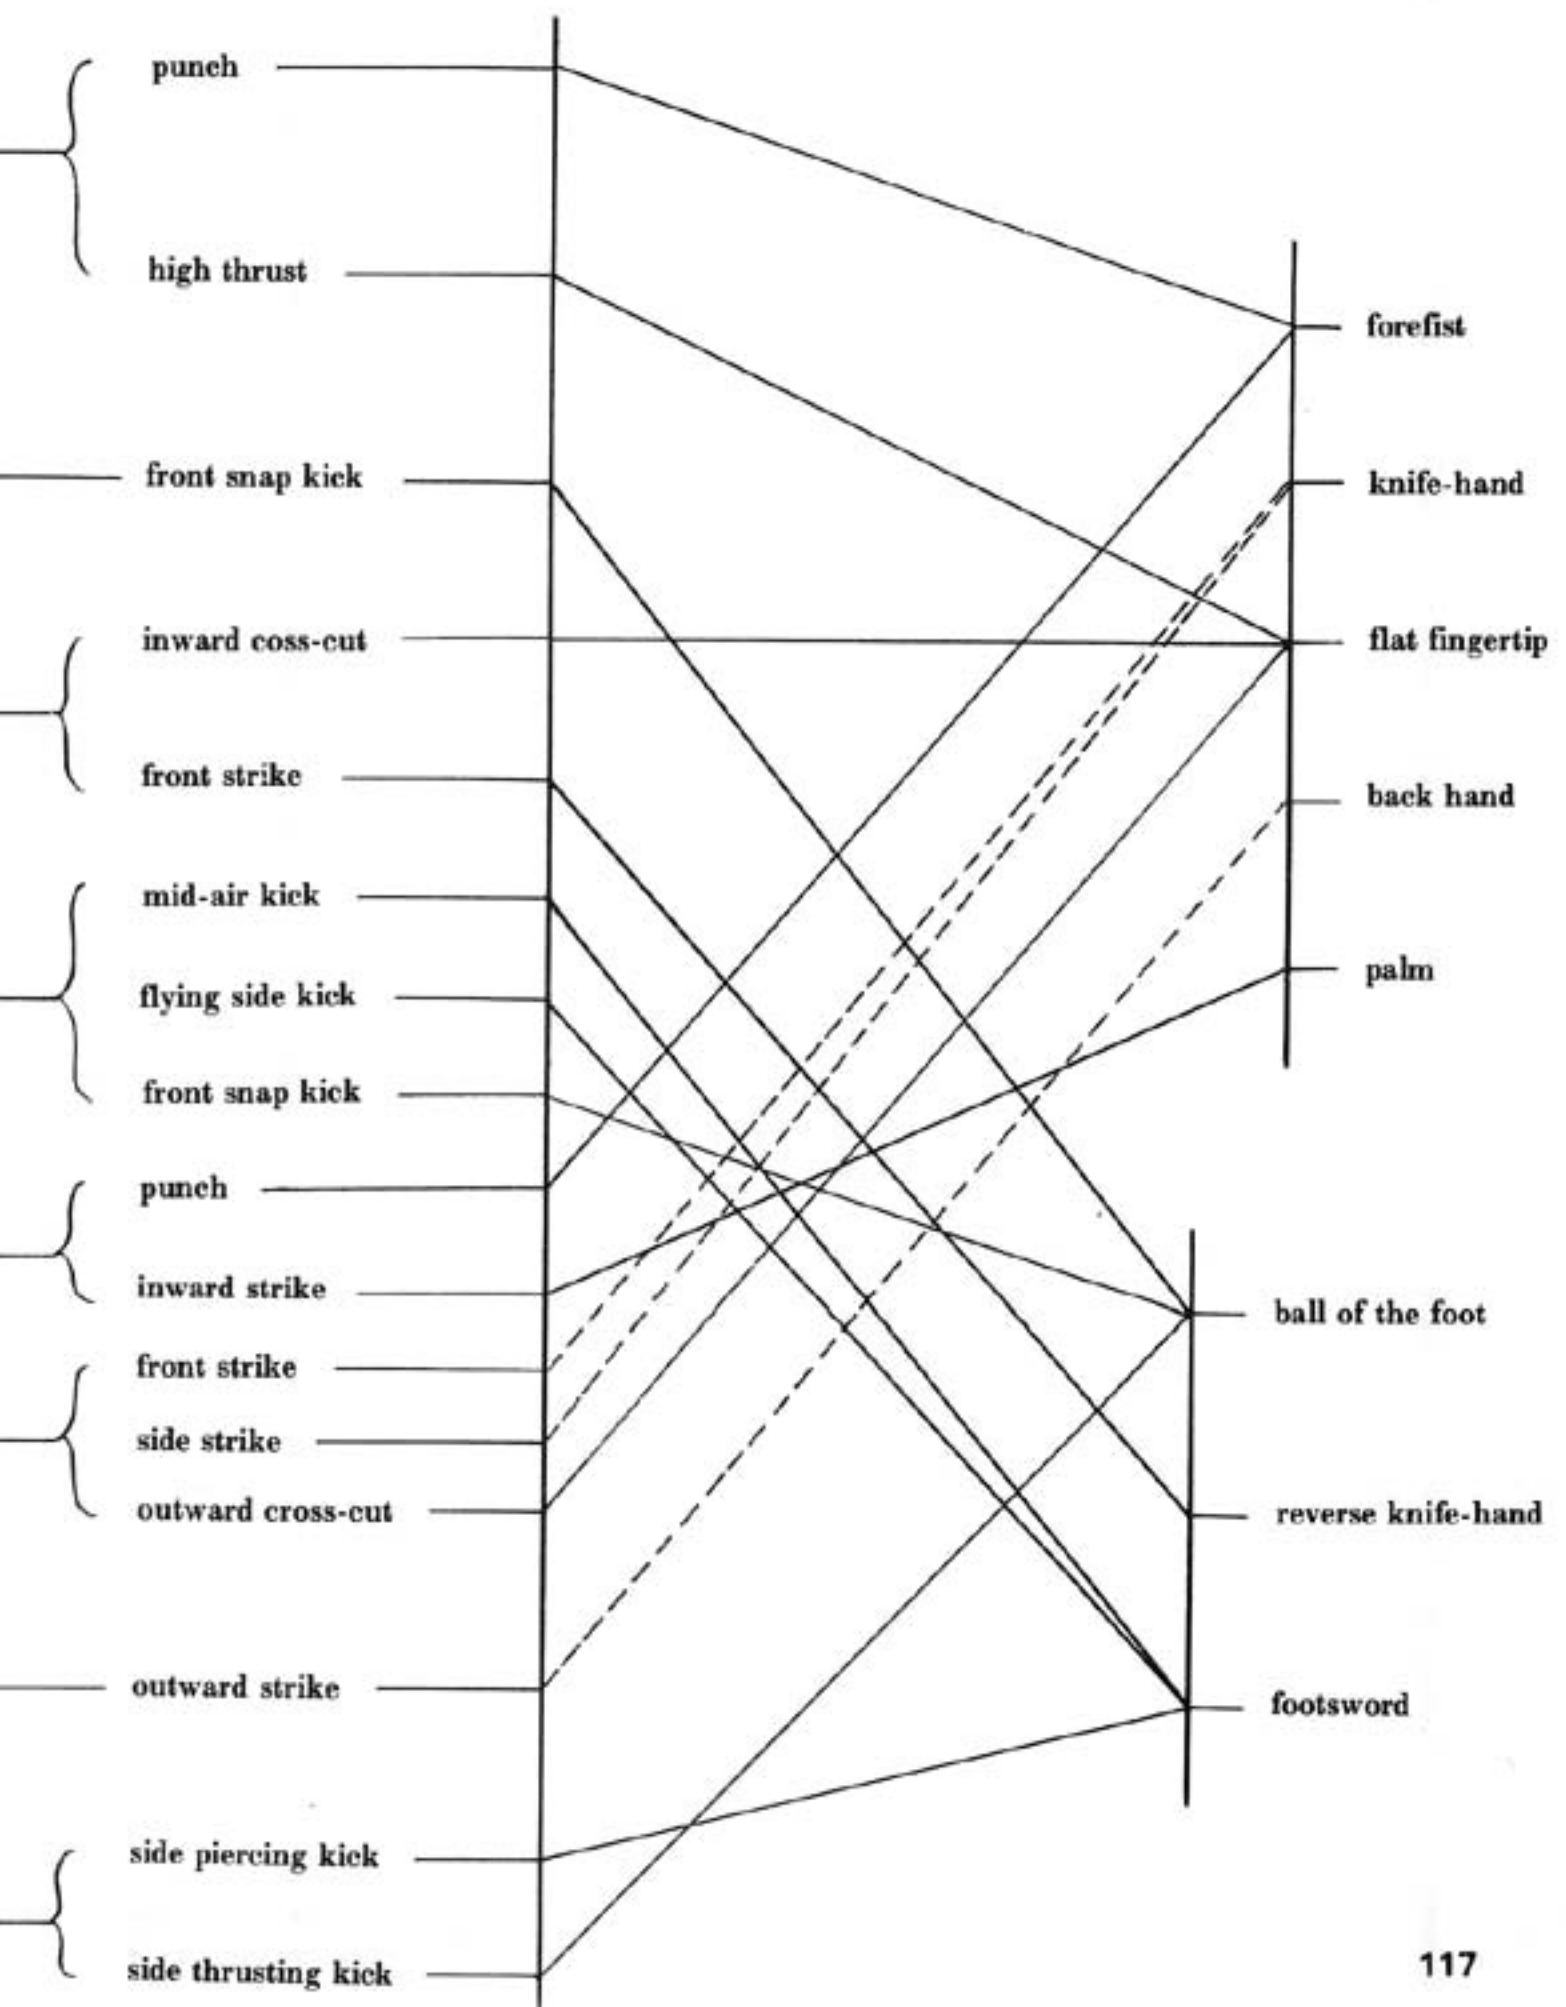 punch
high thrust
front snap kick
inward coss-cut
front strike
mid-air kick
flying side kick
front snap kick
punch
inward strike
front strike
side strike
outward cross-cut
outward strike
side piercing kick
side thrusting kick
forefist
knife-hand
flat fingertip
back hand
palm
ball of the foot
reverse knife-hand
footsword
117